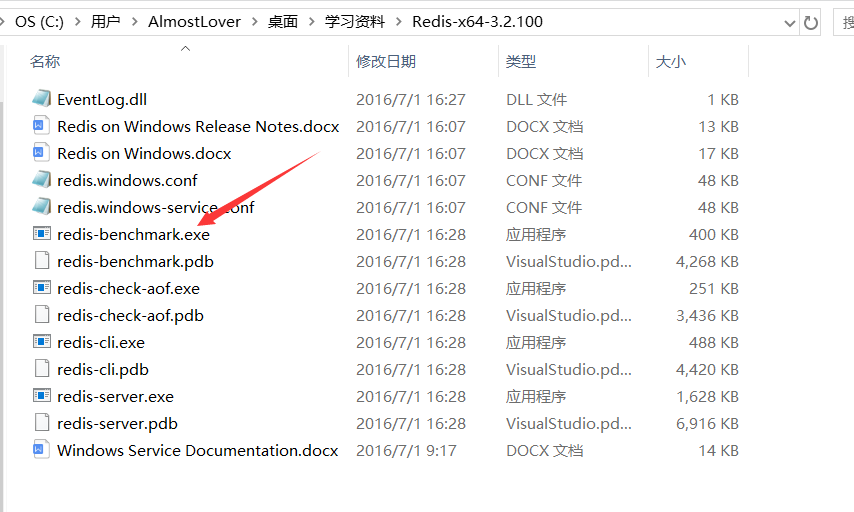 OS (C:) 用户 AlmostLover 桌面 学习资料 Redis-x64-3.2.100
名称 修改日期 类型 大小
EventLog.dll 2016/7/1 16:27 DLL 文件 1 KB
Redis on Windows Release Notes.docx 2016/7/1 16:07 DOCX 文档 13 KB
Redis on Windows.docx 2016/7/1 16:07 DOCX 文档 17 KB
redis.windows.conf 2016/7/1 16:07 CONF 文件 48 KB
redis.windows-service.conf 2016/7/1 16:07 CONF 文件 48 KB
redis-benchmark.exe 2016/7/1 16:28 应用程序 400 KB
redis-benchmark.pdb 2016/7/1 16:28 VisualStudio.pd... 4,268 KB
redis-check-aof.exe 2016/7/1 16:28 应用程序 251 KB
redis-check-aof.pdb 2016/7/1 16:28 VisualStudio.pd... 3,436 KB
redis-cli.exe 2016/7/1 16:28 应用程序 488 KB
redis-cli.pdb 2016/7/1 16:28 VisualStudio.pd... 4,420 KB
redis-server.exe 2016/7/1 16:28 应用程序 1,628 KB
redis-server.pdb 2016/7/1 16:28 VisualStudio.pd... 6,916 KB
Windows Service Documentation.docx 2016/7/1 9:17 DOCX 文档 14 KB